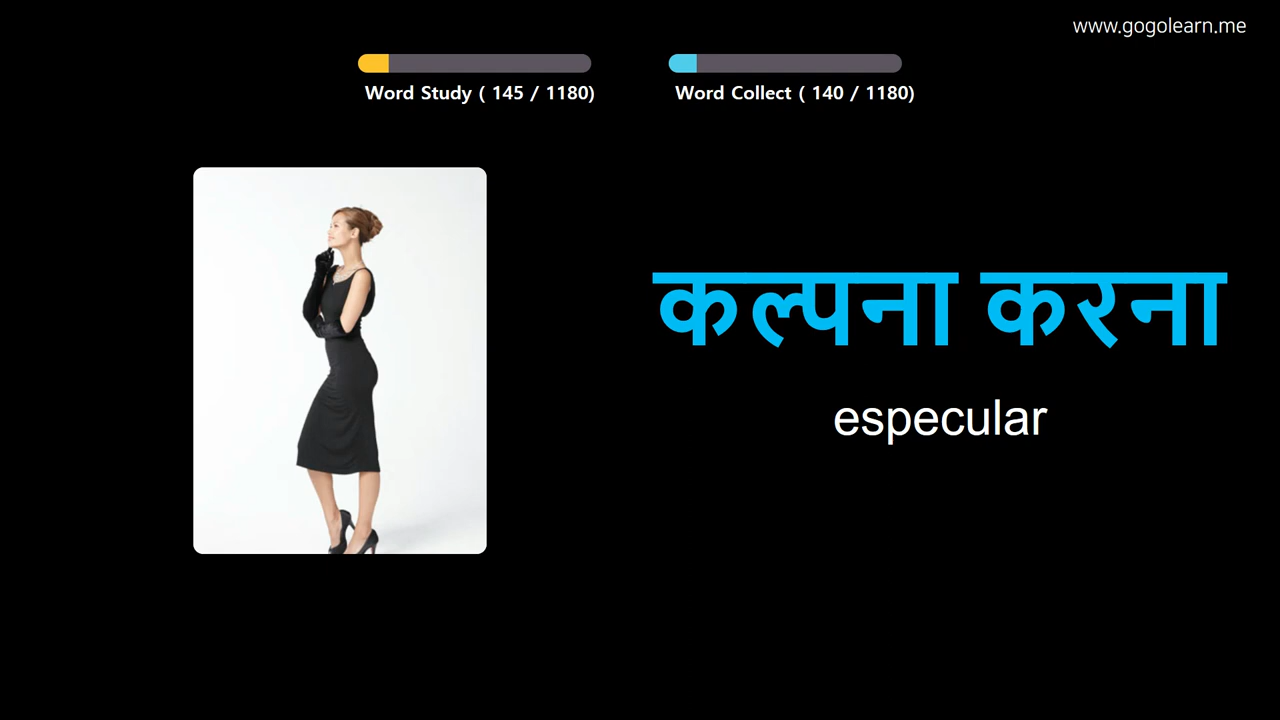 www.gogolearn.me
Word Study ( 145 / 1180)
Word Collect ( 140 / 1180)
कल्पना करना
especular